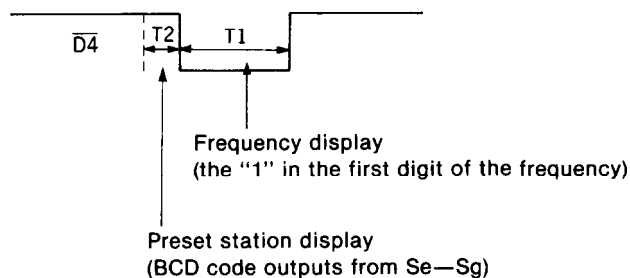 T2 T1
D4
Frequency display
(the “1” in the first digit of the frequency)
Preset station display
(BCD code outputs from Se—Sg)